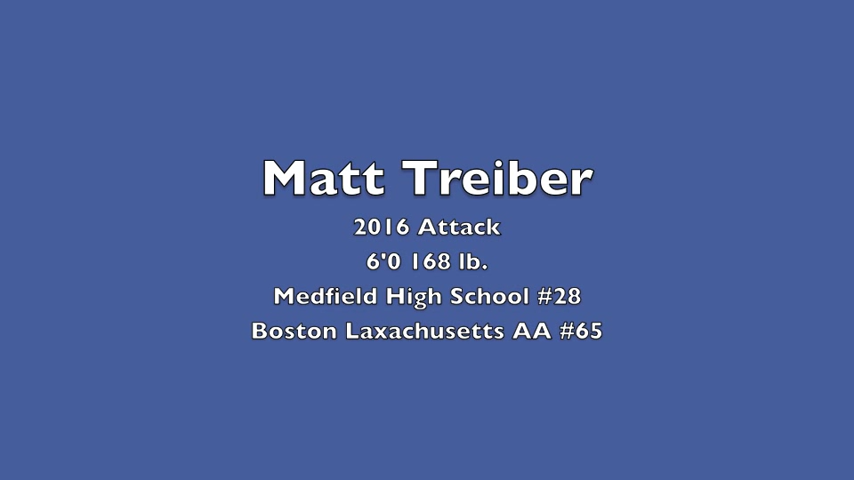 Matt Treiber
2016 Attack
6'0 168 lb.
Medfield High School #28
Boston Laxachusetts AA #65